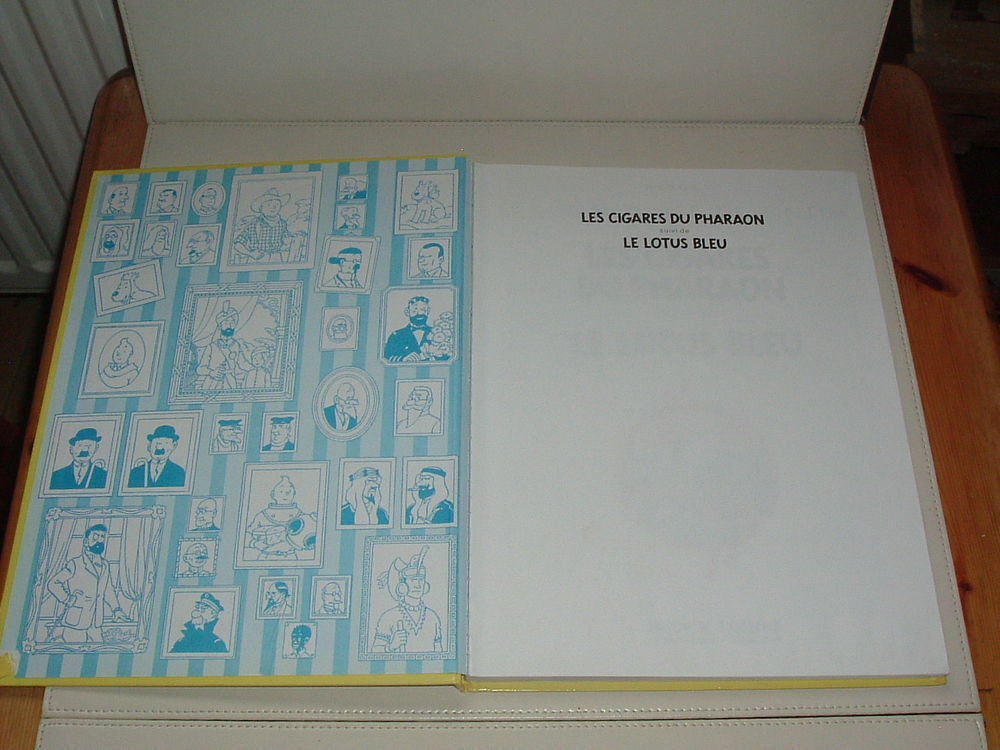 LES CIGARES DU PHARAON
suivi de
LE LOTUS BLEU